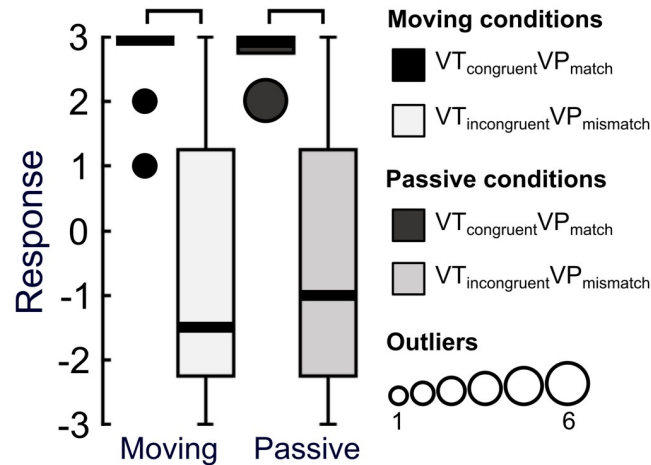 Response
3
2
1
0
-1
-2
-3
Moving
Passive
Moving conditions
VTcongruentVPmatch
VTincongruentVPmismatch
Passive conditions
VTcongruentVPmatch
VTincongruentVPmismatch
Outliers
1
6